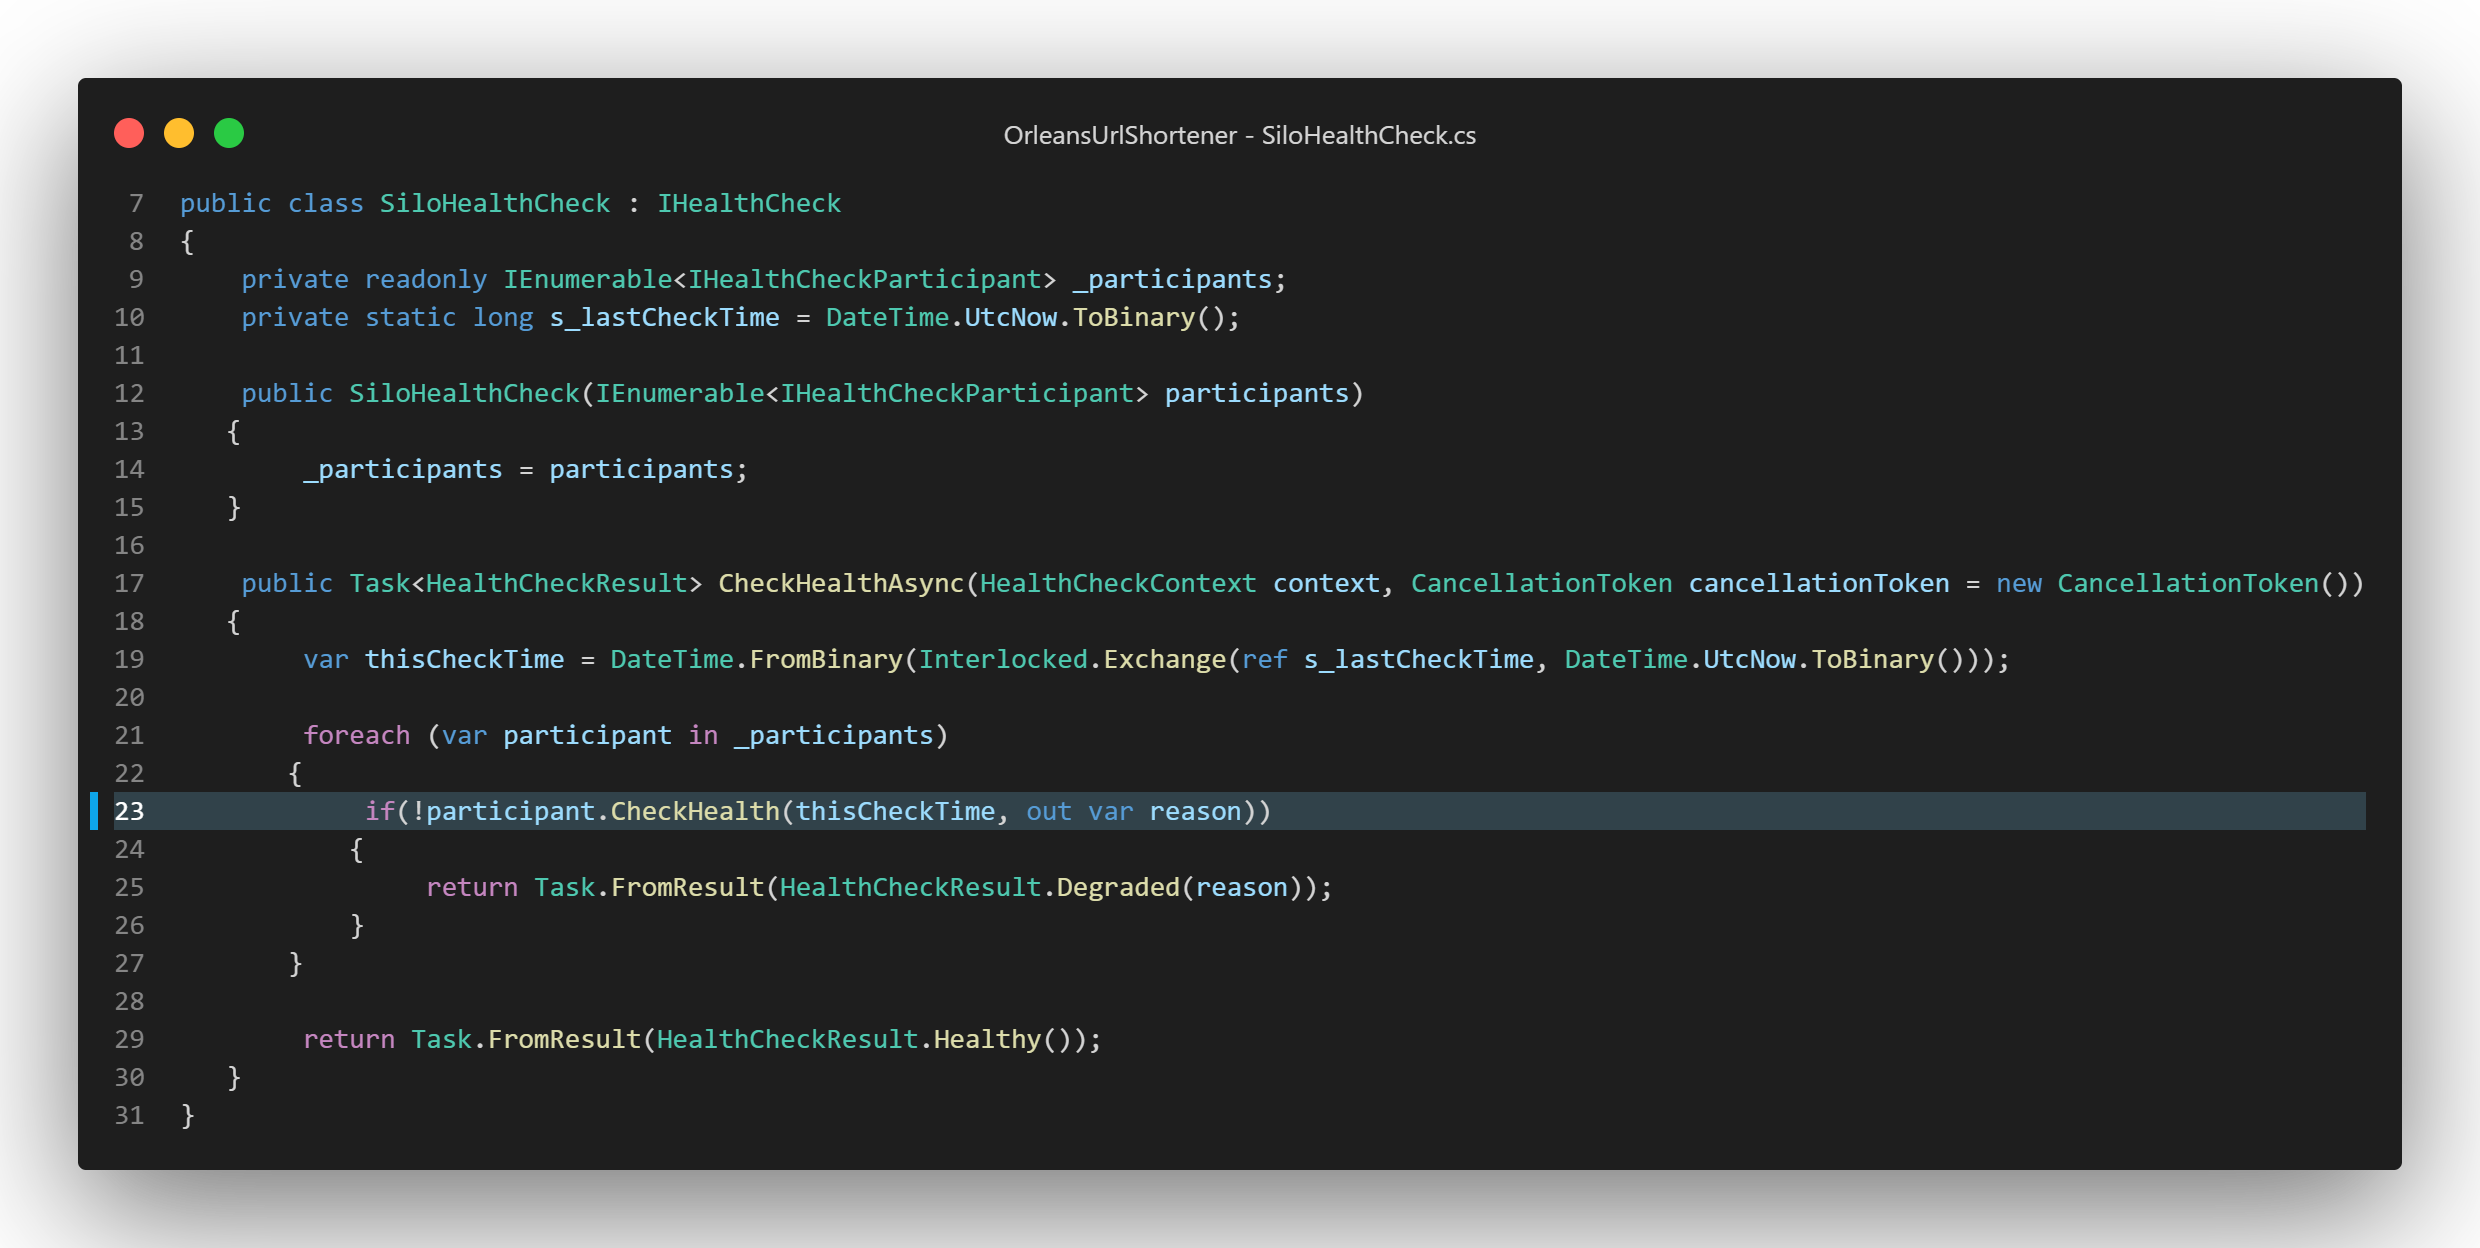 OrleansUrlShortener - SiloHealthCheck.cs
7 public class SiloHealthCheck : IHealthCheck
8 {
9     private readonly IEnumerable<IHealthCheckParticipant> _participants;
10     private static long s_lastCheckTime = DateTime.UtcNow.ToBinary();
11
12     public SiloHealthCheck(IEnumerable<IHealthCheckParticipant> participants)
13    {
14         _participants = participants;
15    }
16
17     public Task<HealthCheckResult> CheckHealthAsync(HealthCheckContext context, CancellationToken cancellationToken = new CancellationToken())
18    {
19         var thisCheckTime = DateTime.FromBinary(Interlocked.Exchange(ref s_lastCheckTime, DateTime.UtcNow.ToBinary()));
20
21         foreach (var participant in _participants)
22        {
23             if(!participant.CheckHealth(thisCheckTime, out var reason))
24            {
25                 return Task.FromResult(HealthCheckResult.Degraded(reason));
26            }
27        }
28
29         return Task.FromResult(HealthCheckResult.Healthy());
30    }
31 }